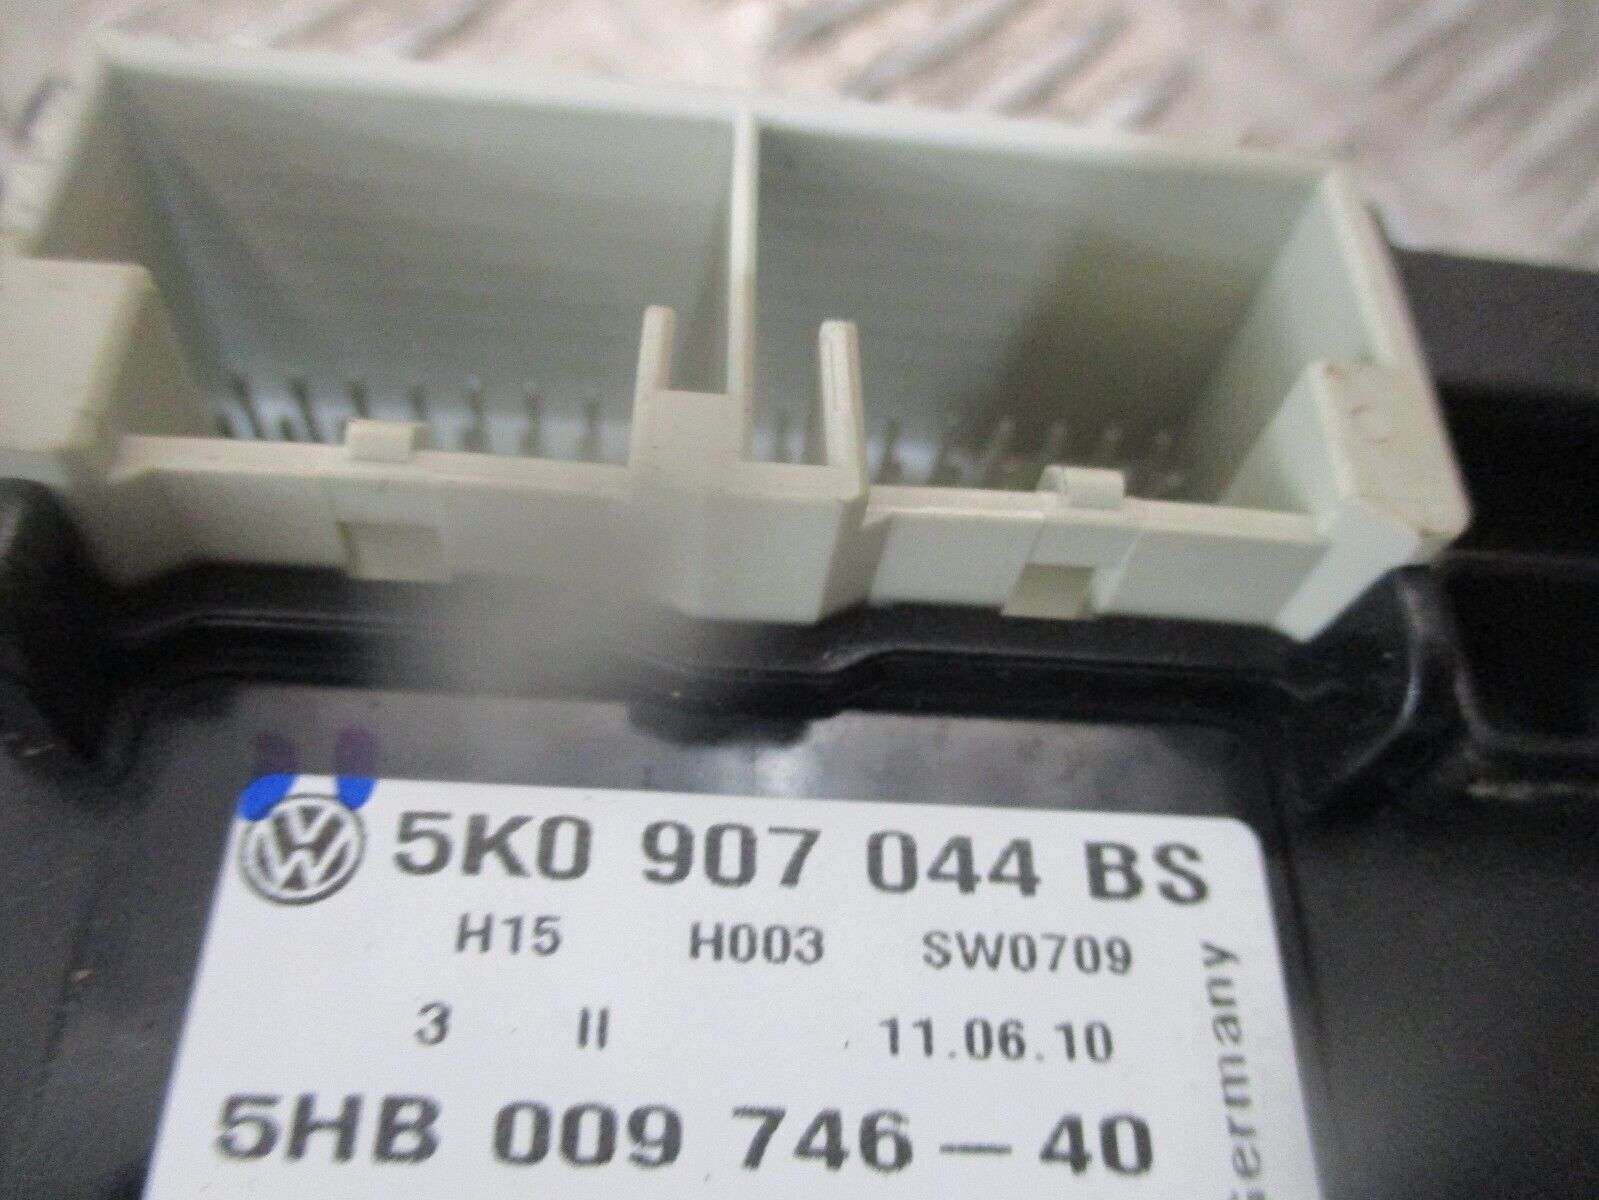 5K0 907 044 BS
H15 H003 SW0709
3 II 11.06.10
5HB 009 746-40
Germany